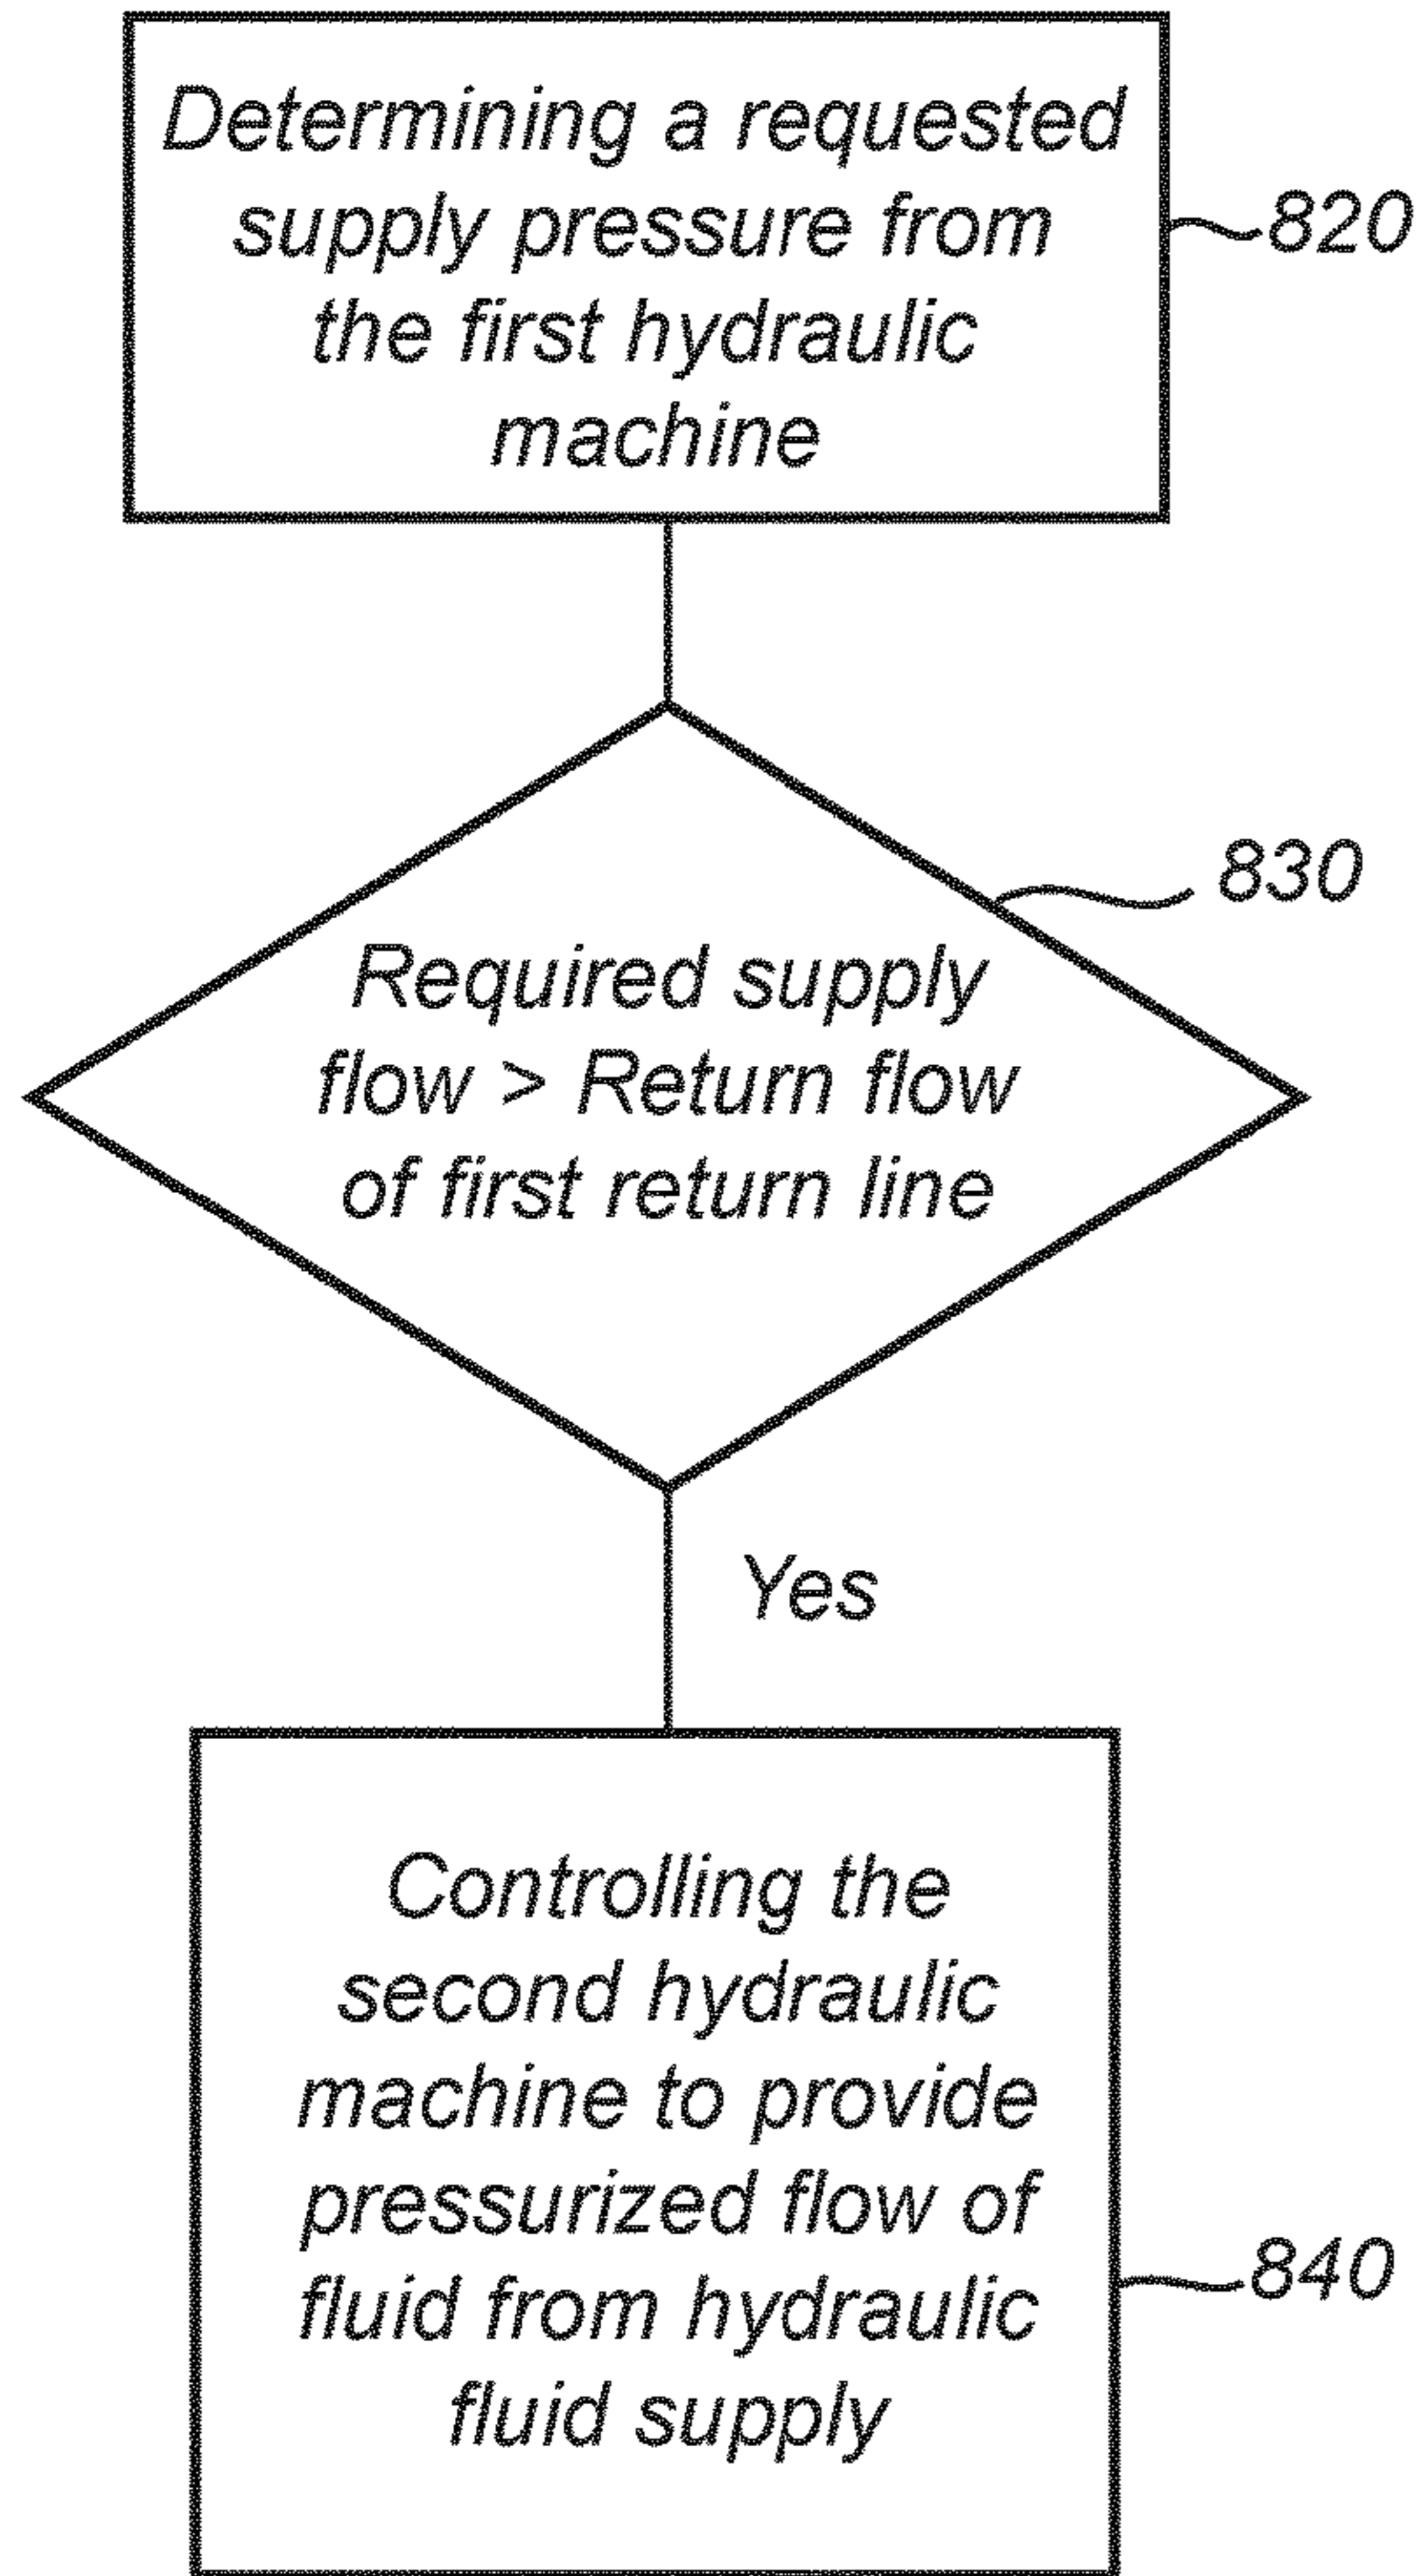 Determining a requested
supply pressure from
the first hydraulic
machine
820
830
Required supply
flow > Return flow
of first return line
Yes
Controlling the
second hydraulic
machine to provide
pressurized flow of
fluid from hydraulic
fluid supply
840